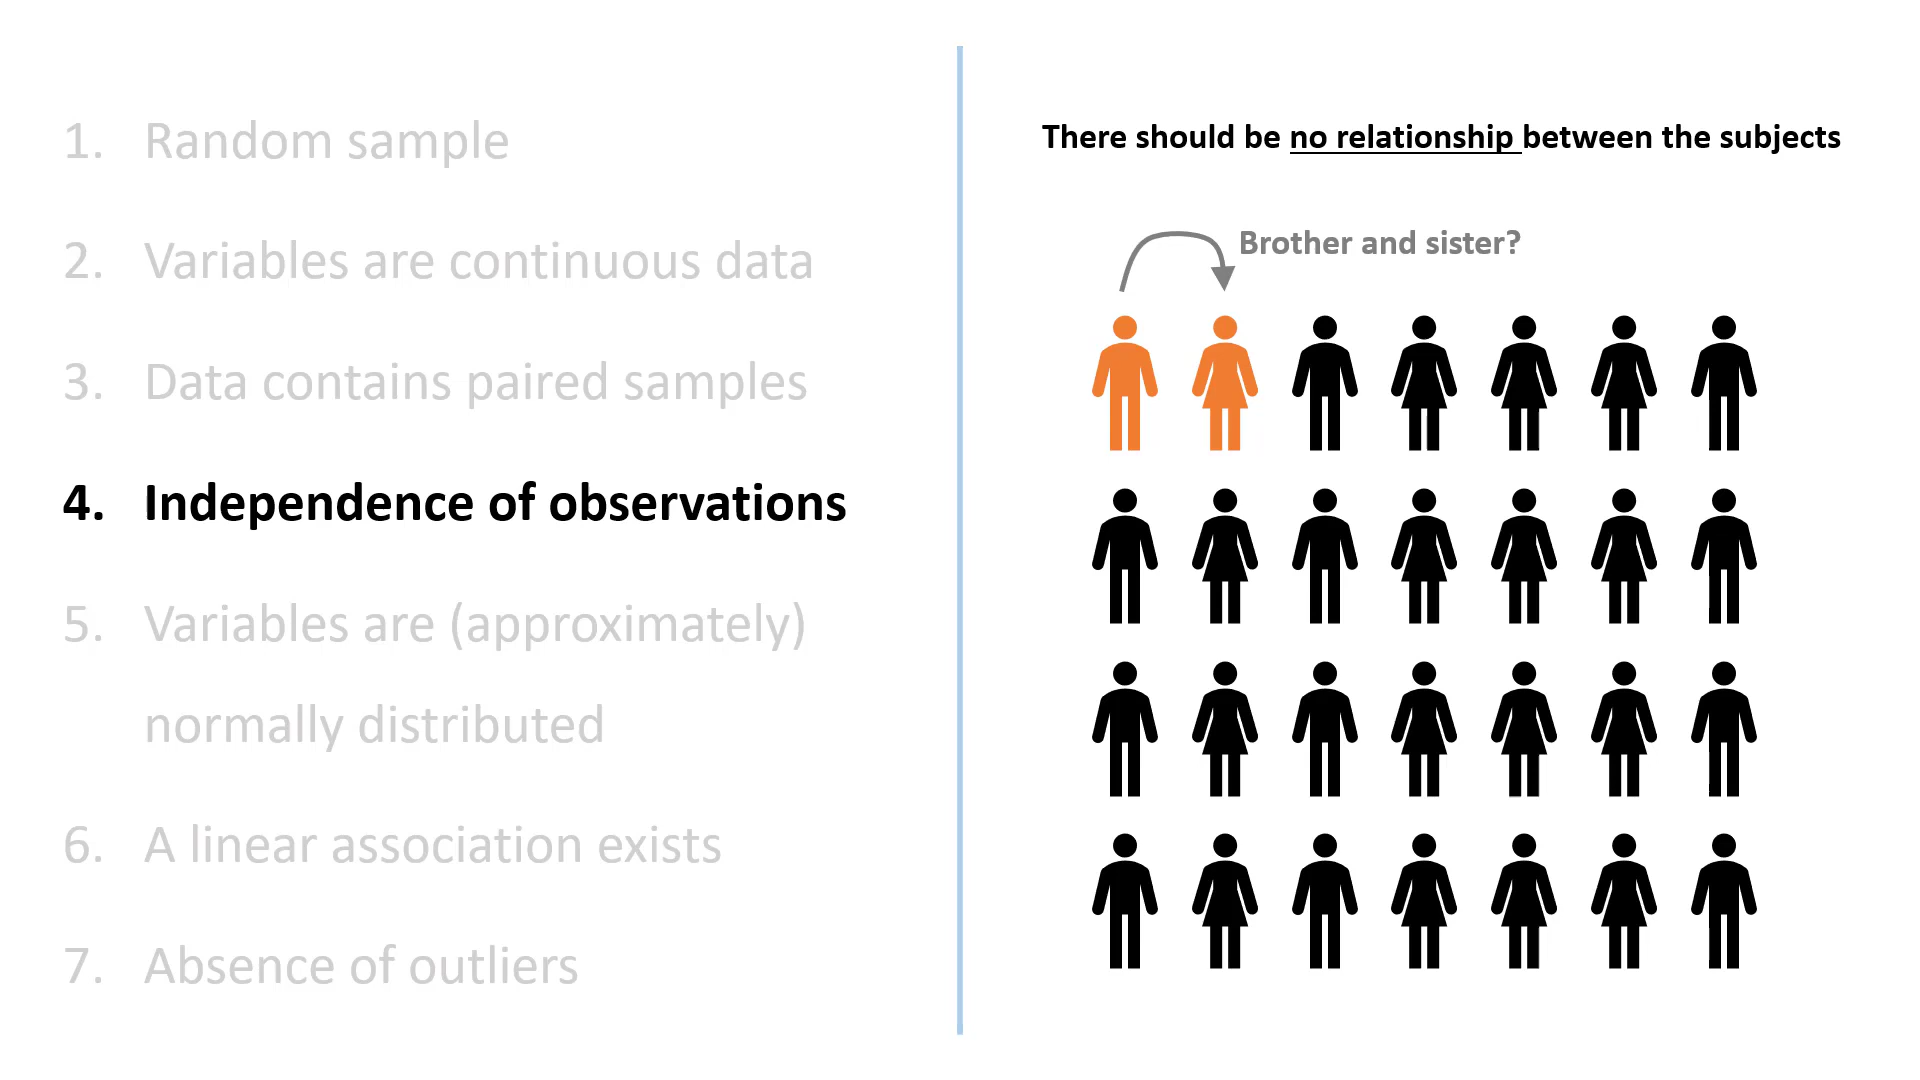 1. Random sample
2. Variables are continuous data
3. Data contains paired samples
4. Independence of observations
5. Variables are (approximately)
normally distributed
6. A linear association exists
7. Absence of outliers
There should be no relationship between the subjects
Brother and sister?